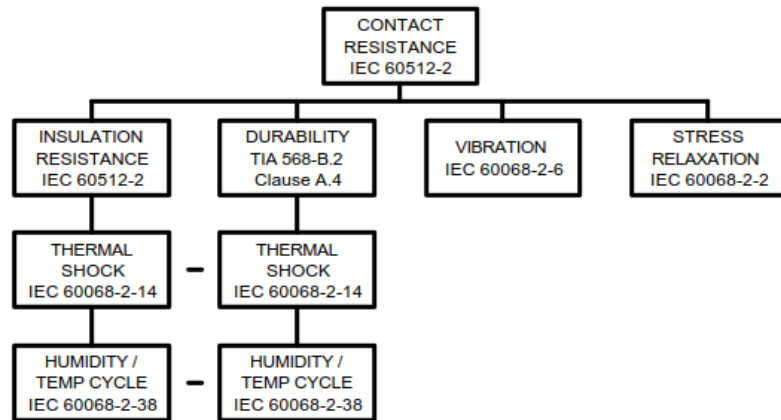 CONTACT
RESISTANCE
IEC 60512-2
INSULATION
RESISTANCE
IEC 60512-2
DURABILITY
TIA 568-B.2
Clause A.4
VIBRATION
IEC 60068-2-6
STRESS
RELAXATION
IEC 60068-2-2
THERMAL
SHOCK
IEC 60068-2-14
THERMAL
SHOCK
IEC 60068-2-14
HUMIDITY /
TEMP CYCLE
IEC 60068-2-38
HUMIDITY /
TEMP CYCLE
IEC 60068-2-38